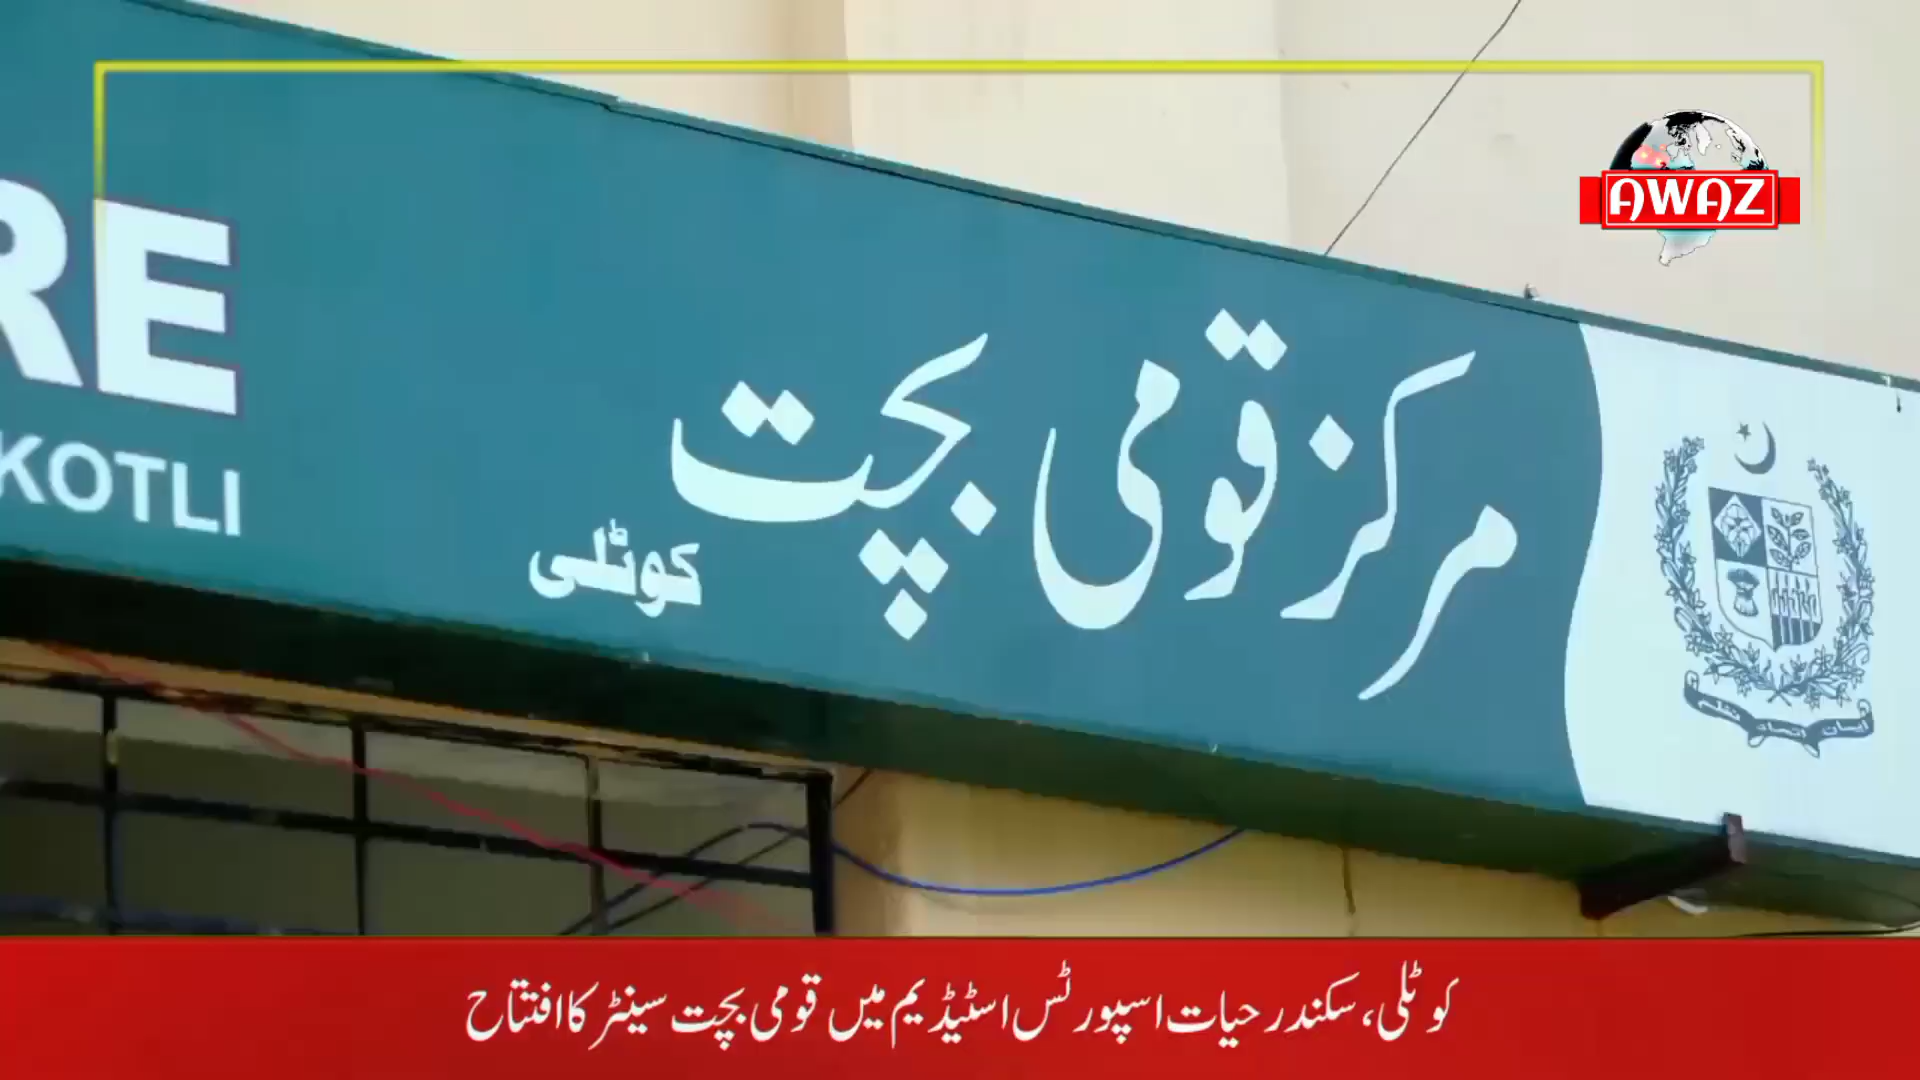 AWAZ
RE
KOTLI
مرکز قومی بچت
کوٹلی
کوٹلی، سکندر حیات اسپورٹس اسٹیڈیم میں قومی بچت سینٹر کا افتتاح